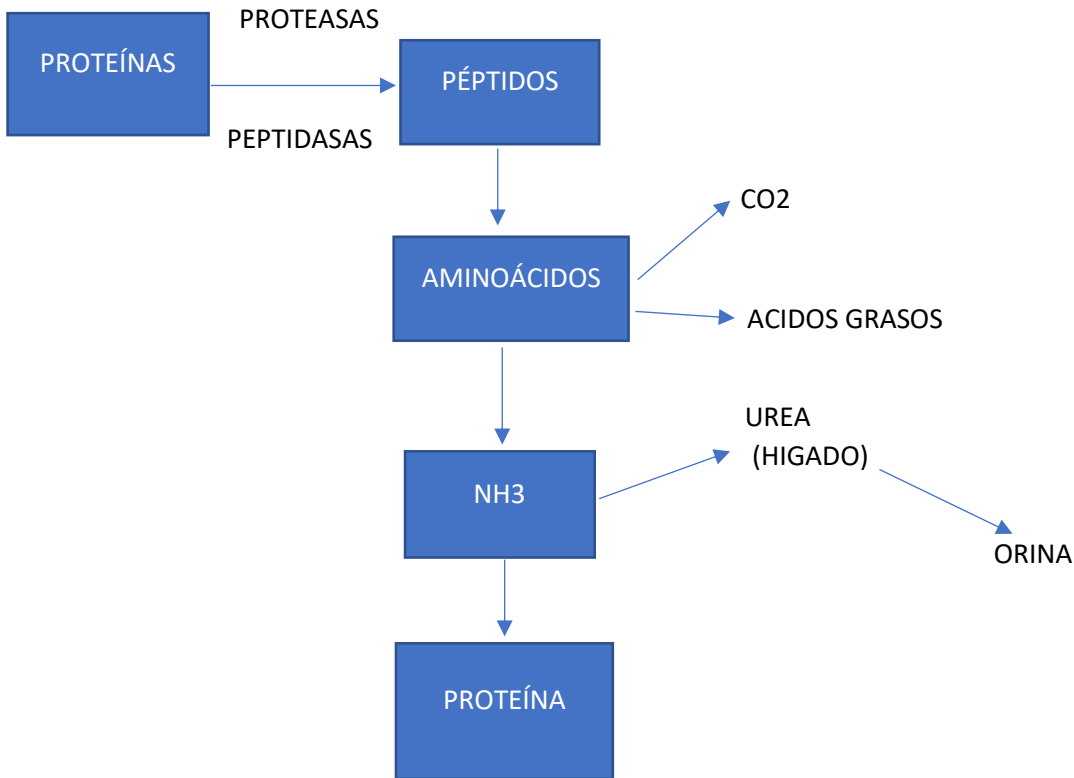 PROTEASAS
PROTEÍNAS
PÉPTIDOS
PEPTIDASAS
CO2
AMINOÁCIDOS
ACIDOS GRASOS
UREA
(HIGADO)
NH3
ORINA
PROTEÍNA